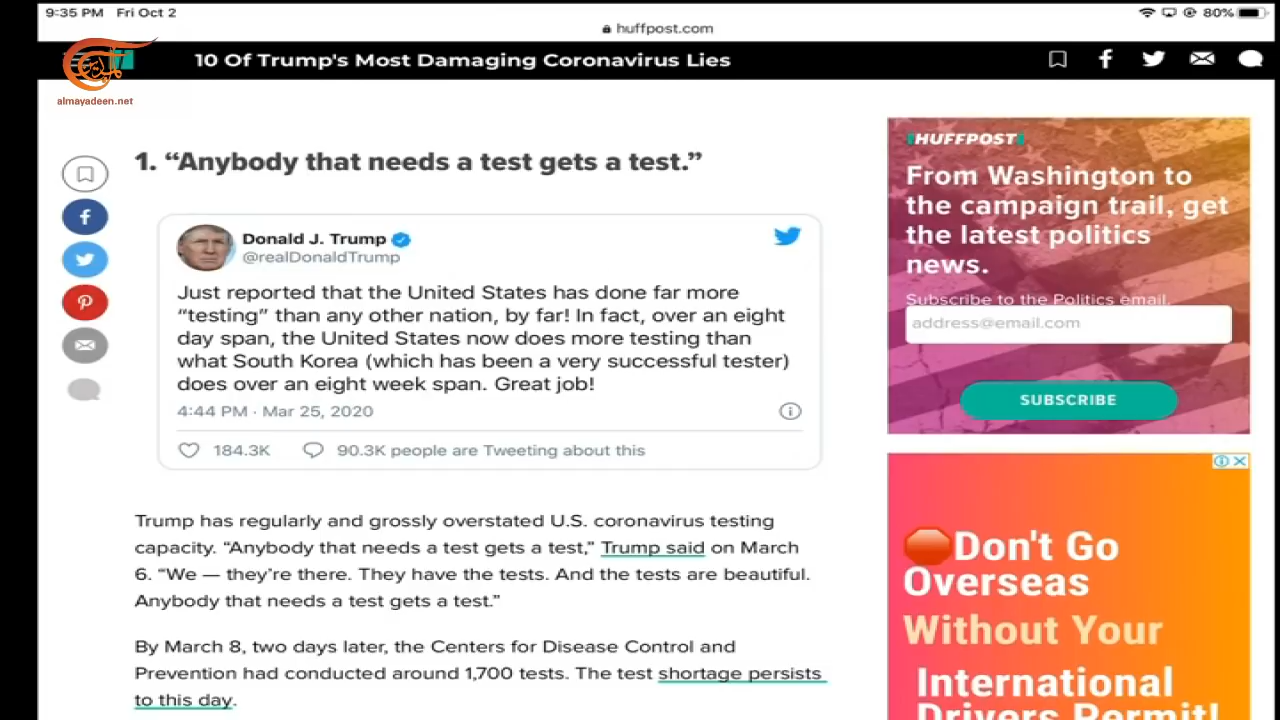 9:35 PM Fri Oct 2
80%
huffpost.com
10 Of Trump's Most Damaging Coronavirus Lies
الميادين
almayadeen.net
1. “Anybody that needs a test gets a test.”
Donald J. Trump
@realDonaldTrump
Just reported that the United States has done far more
“testing” than any other nation, by far! In fact, over an eight
day span, the United States now does more testing than
what South Korea (which has been a very successful tester)
does over an eight week span. Great job!
4:44 PM · Mar 25, 2020
184.3K 90.3K people are Tweeting about this
Trump has regularly and grossly overstated U.S. coronavirus testing
capacity. “Anybody that needs a test gets a test,” Trump said on March
6. “We — they’re there. They have the tests. And the tests are beautiful.
Anybody that needs a test gets a test.”
By March 8, two days later, the Centers for Disease Control and
Prevention had conducted around 1,700 tests. The test shortage persists
to this day.
HUFFPOST
From Washington to
the campaign trail, get
the latest politics
news.
Subscribe to the Politics email.
address@email.com
SUBSCRIBE
Don't Go
Overseas
Without Your
International
Drivers Permit!